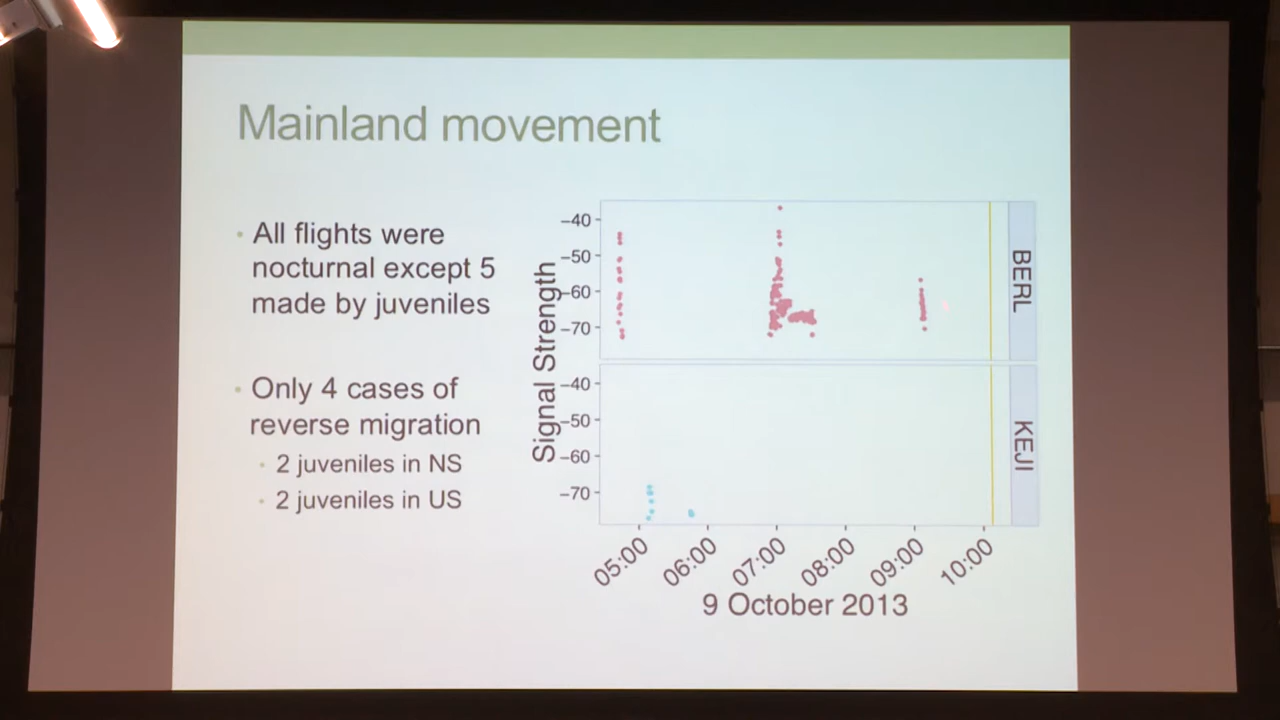 Mainland movement
All flights were
nocturnal except 5
made by juveniles
Only 4 cases of
reverse migration
2 juveniles in NS
2 juveniles in US
Signal Strength
−40
−50
−60
−70
BERL
−40
−50
−60
−70
KEJI
05:00
06:00
07:00
08:00
09:00
10:00
9 October 2013